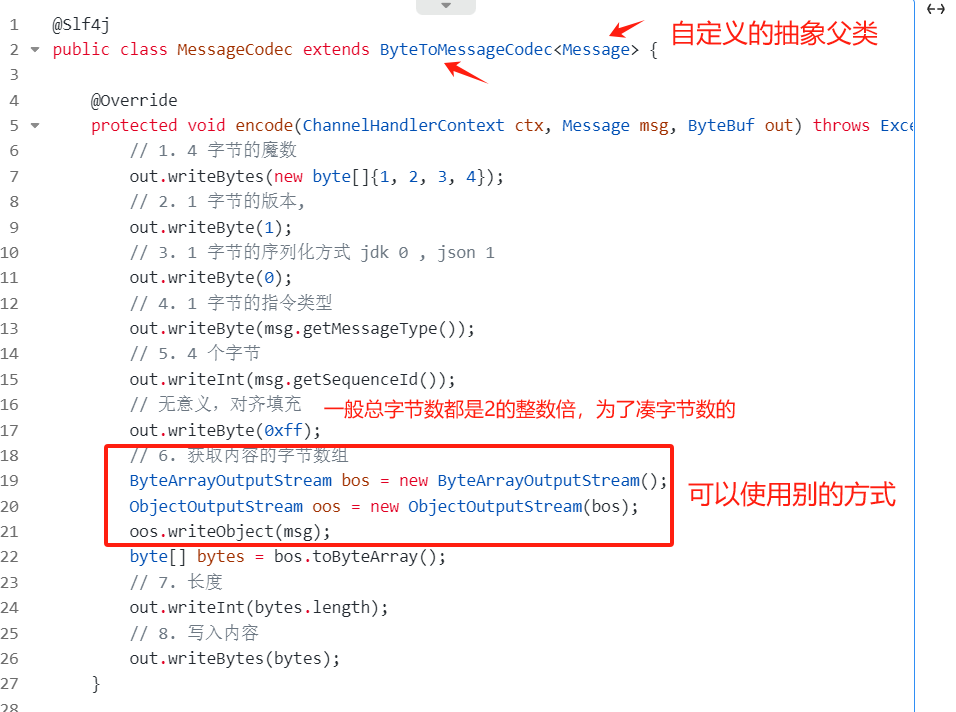 1 @Slf4j
2 public class MessageCodec extends ByteToMessageCodec<Message> { 自定义的抽象父类
3
4 @Override
5 protected void encode(ChannelHandlerContext ctx, Message msg, ByteBuf out) throws Exce
6 // 1. 4 字节的魔数
7 out.writeBytes(new byte[]{1, 2, 3, 4});
8 // 2. 1 字节的版本,
9 out.writeByte(1);
10 // 3. 1 字节的序列化方式 jdk 0 , json 1
11 out.writeByte(0);
12 // 4. 1 字节的指令类型
13 out.writeByte(msg.getMessageType());
14 // 5. 4 个字节
15 out.writeInt(msg.getSequenceId());
16 // 无意义，对齐填充 一般总字节数都是2的整数倍，为了凑字节数的
17 out.writeByte(0xff);
18 // 6. 获取内容的字节数组
19 ByteArrayOutputStream bos = new ByteArrayOutputStream();
20 ObjectOutputStream oos = new ObjectOutputStream(bos); 可以使用别的方式
21 oos.writeObject(msg);
22 byte[] bytes = bos.toByteArray();
23 // 7. 长度
24 out.writeInt(bytes.length);
25 // 8. 写入内容
26 out.writeBytes(bytes);
27 }
28